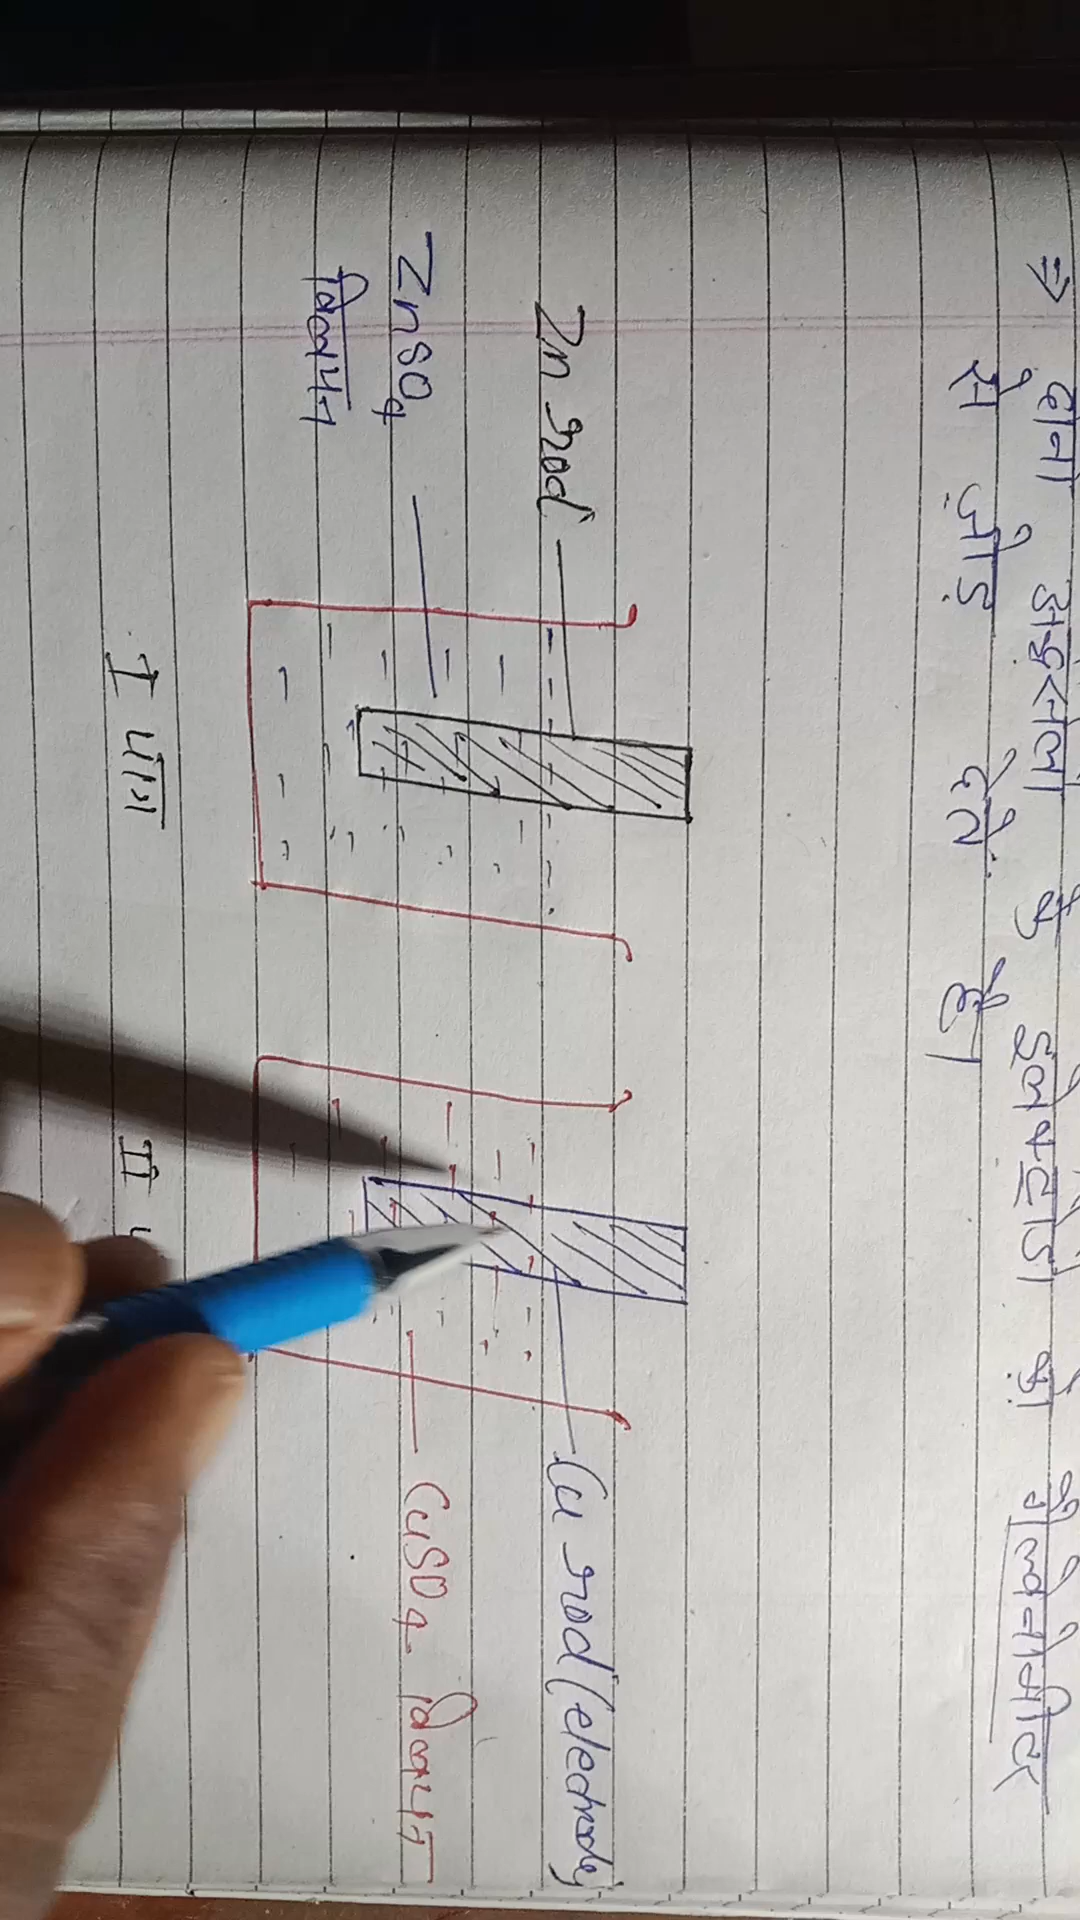 ⇒ दोनो अर्द्धसेलो के इलेक्ट्रोडो को गैल्वेनोमीटर
से जोड़ देते है।
Zn rod
Cu rod (electrode)
ZnSO4
विलयन
CuSO4 विलयन
I पात्र
II